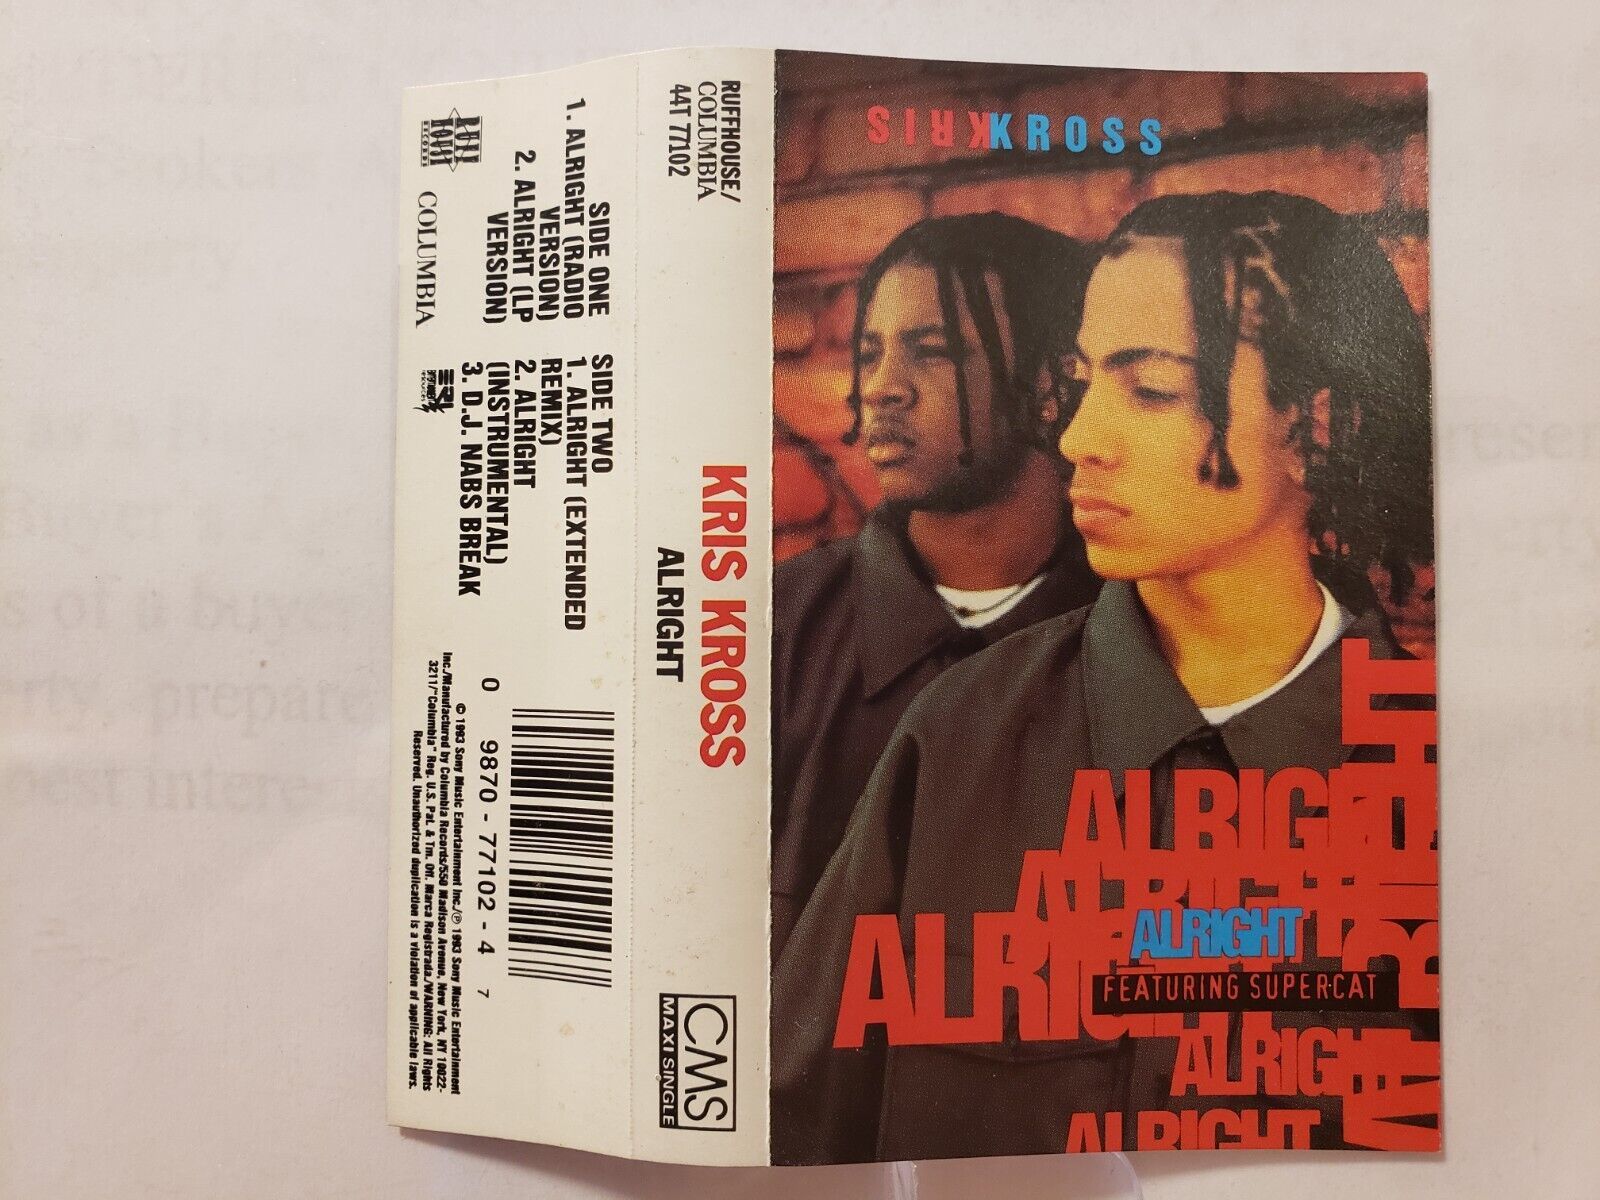 KRIS KROSS
ALRIGHT
ALRIGHT
ALRIGHT
ALRIGHT
FEATURING SUPERCAT
ALRIGHT
ALRIGHT
ALRIGHT
RUFFHOUSE/
COLUMBIA
44T 77102
KRIS KROSS
ALRIGHT
CMS
MAXI SINGLE
SIDE ONE
1. ALRIGHT (RADIO
VERSION)
2. ALRIGHT (LP
VERSION)
SIDE TWO
1. ALRIGHT (EXTENDED
REMIX)
2. ALRIGHT
(INSTRUMENTAL)
3. D.J. NABS BREAK
RUFF
HOUSE
RECORDS
COLUMBIA
0 9870-77102-4 7
© 1993 Sony Music Entertainment Inc./℗ 1993 Sony Music Entertainment
Inc./Manufactured by Columbia Records/550 Madison Avenue, New York, NY 10022-
3211/"Columbia" Reg. U.S. Pat. & Tm. Off. Marca Registrada./WARNING: All Rights
Reserved. Unauthorized duplication is a violation of applicable laws.